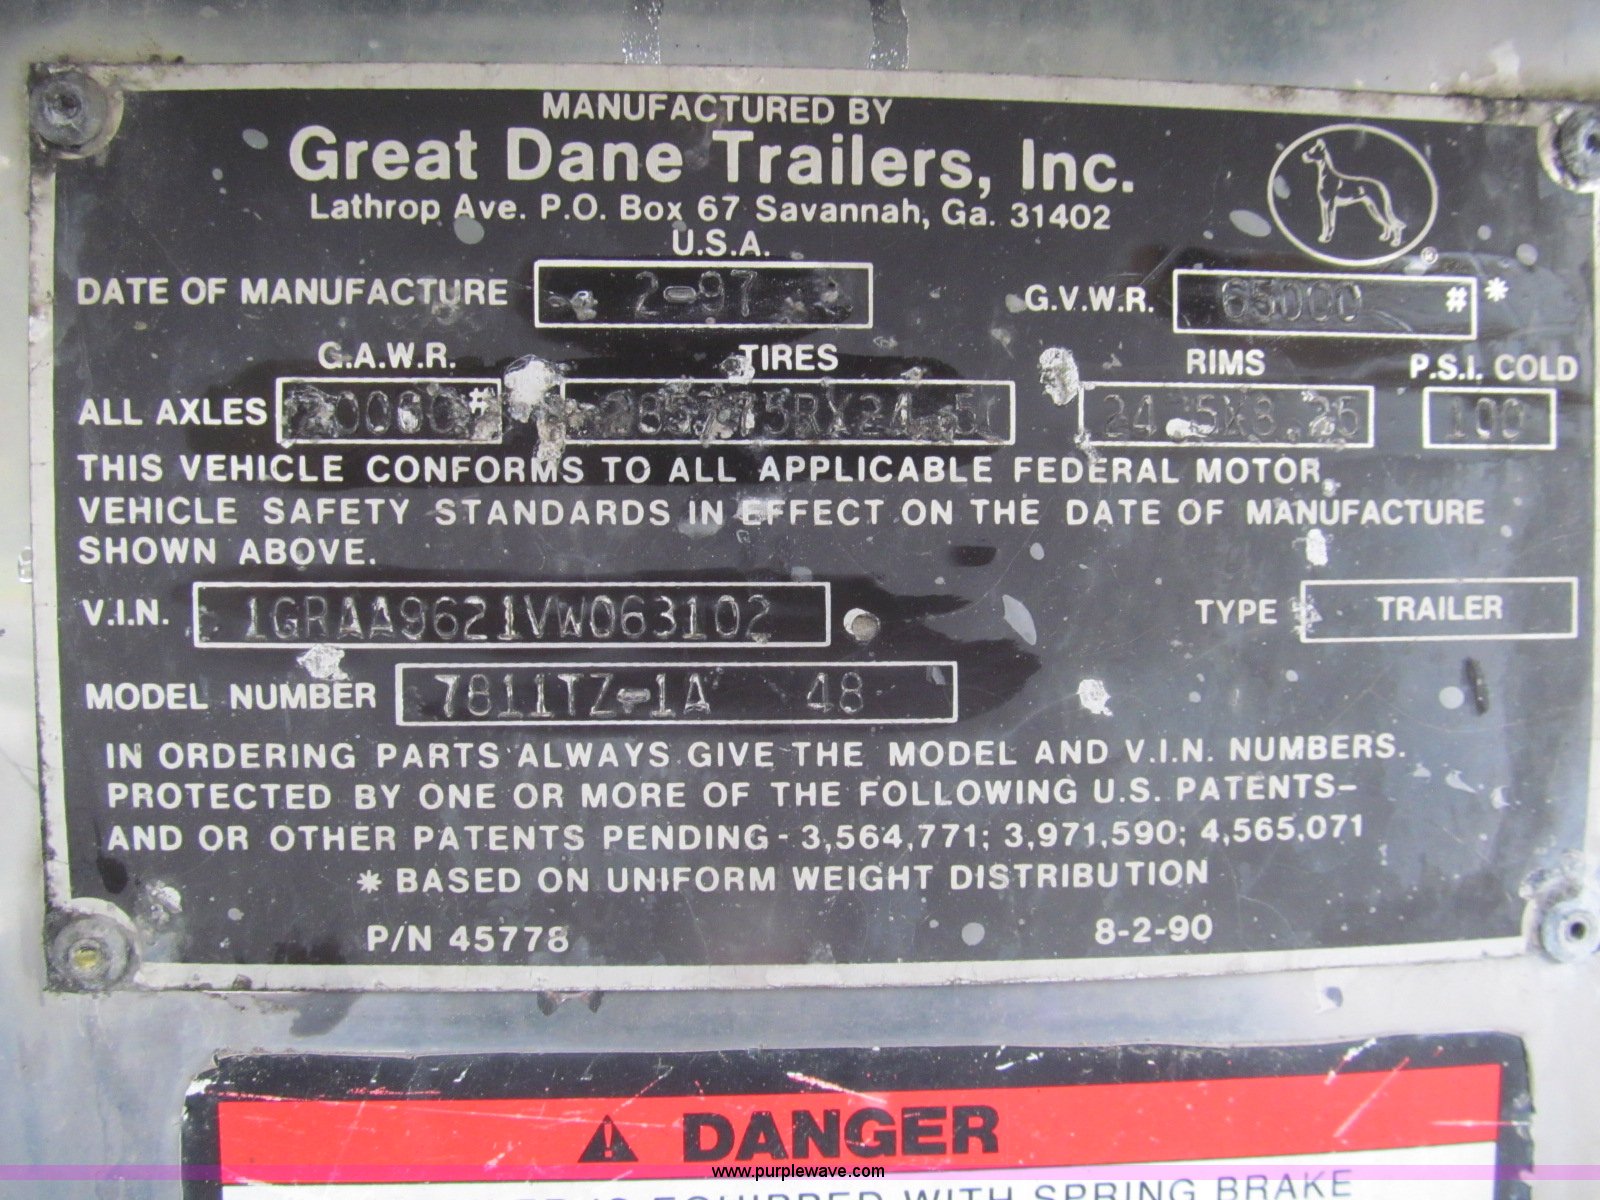 MANUFACTURED BY
Great Dane Trailers, Inc.
Lathrop Ave. P.O. Box 67 Savannah, Ga. 31402
U.S.A.
®
DATE OF MANUFACTURE 2-97 G.V.W.R. 65000 # *
G.A.W.R. TIRES RIMS P.S.I. COLD
ALL AXLES # 100
THIS VEHICLE CONFORMS TO ALL APPLICABLE FEDERAL MOTOR
VEHICLE SAFETY STANDARDS IN EFFECT ON THE DATE OF MANUFACTURE
SHOWN ABOVE.
V.I.N. 1GRAA9621VW063102 TYPE TRAILER
MODEL NUMBER 7811TZ-1A 48
IN ORDERING PARTS ALWAYS GIVE THE MODEL AND V.I.N. NUMBERS.
PROTECTED BY ONE OR MORE OF THE FOLLOWING U.S. PATENTS-
AND OR OTHER PATENTS PENDING - 3,564,771; 3,971,590; 4,565,071
* BASED ON UNIFORM WEIGHT DISTRIBUTION
P/N 45778 8-2-90
DANGER
www.purplewave.com
IS EQUIPPED WITH SPRING BRAKE